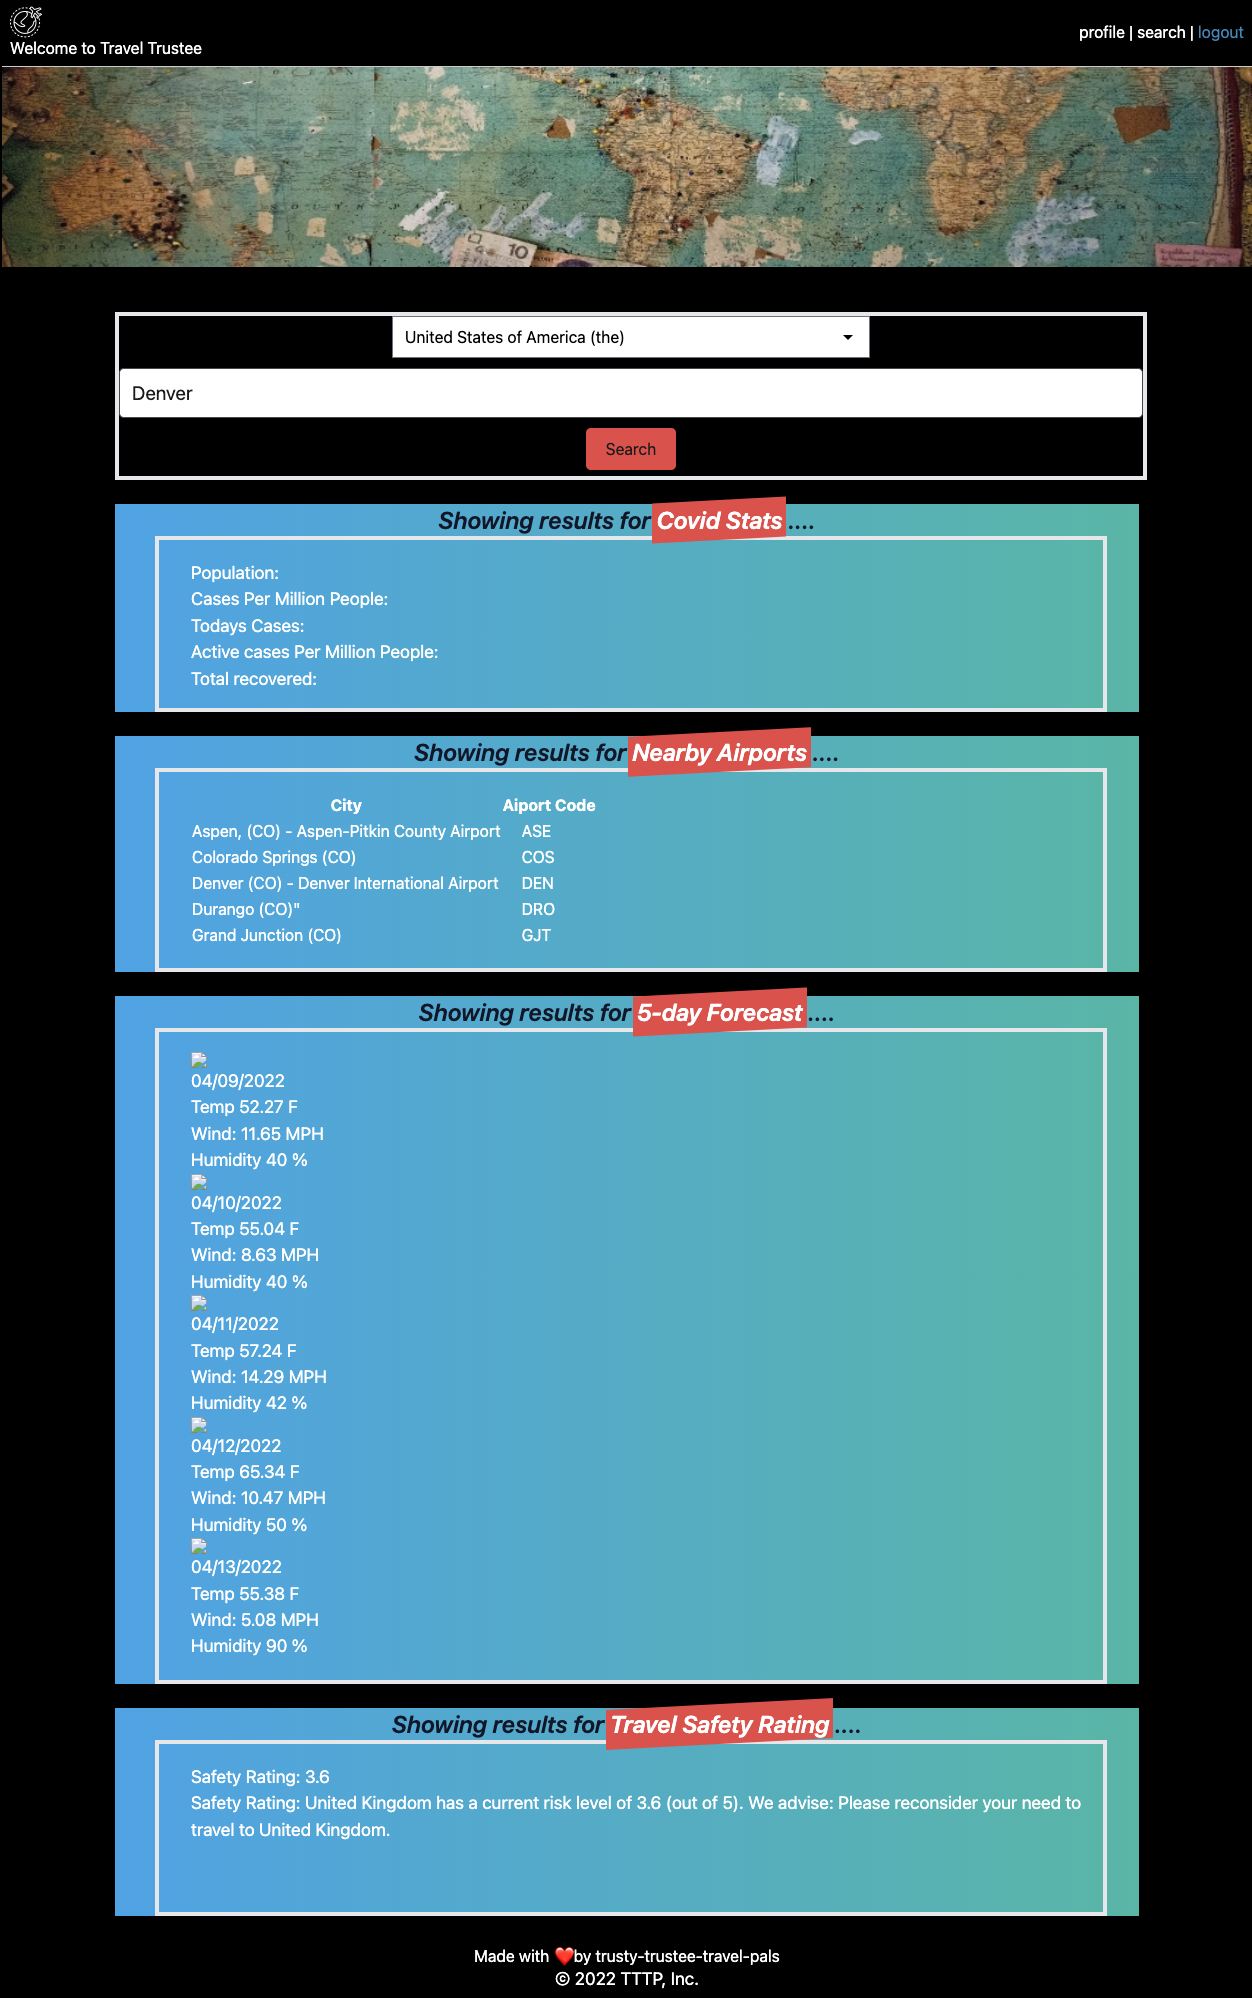 Welcome to Travel Trustee
profile | search | logout
10
United States of America (the)
Denver
Search
Showing results for Covid Stats ....
Population:
Cases Per Million People:
Todays Cases:
Active cases Per Million People:
Total recovered:
Showing results for Nearby Airports ....
City Aiport Code
Aspen, (CO) - Aspen-Pitkin County Airport ASE
Colorado Springs (CO) COS
Denver (CO) - Denver International Airport DEN
Durango (CO)" DRO
Grand Junction (CO) GJT
Showing results for 5-day Forecast ....
04/09/2022
Temp 52.27 F
Wind: 11.65 MPH
Humidity 40 %
04/10/2022
Temp 55.04 F
Wind: 8.63 MPH
Humidity 40 %
04/11/2022
Temp 57.24 F
Wind: 14.29 MPH
Humidity 42 %
04/12/2022
Temp 65.34 F
Wind: 10.47 MPH
Humidity 50 %
04/13/2022
Temp 55.38 F
Wind: 5.08 MPH
Humidity 90 %
Showing results for Travel Safety Rating ....
Safety Rating: 3.6
Safety Rating: United Kingdom has a current risk level of 3.6 (out of 5). We advise: Please reconsider your need to
travel to United Kingdom.
Made with ❤️by trusty-trustee-travel-pals
© 2022 TTTP, Inc.